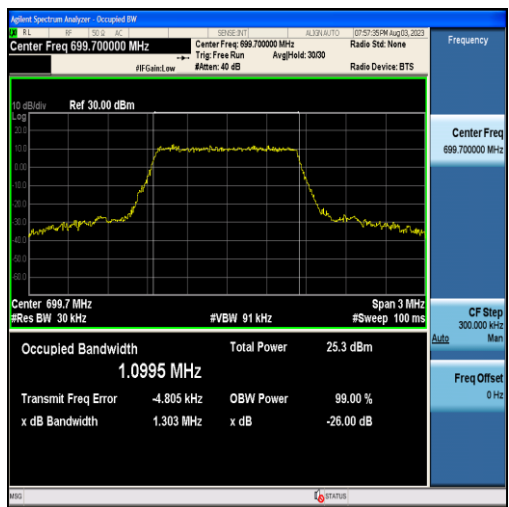 Agilent Spectrum Analyzer - Occupied BW
RL RF 50 Ω AC SENSE:INT ALIGN AUTO 07:57:35 PM Aug 03, 2023
Center Freq 699.700000 MHz
Center Freq: 699.700000 MHz
Radio Std: None
Trig: Free Run Avg|Hold: 30/30
#IFGain:Low #Atten: 40 dB Radio Device: BTS
10 dB/div Ref 30.00 dBm
Log
20.0
10.0
0.00
-10.0
-20.0
-30.0
-40.0
-50.0
-60.0
Center 699.7 MHz Span 3 MHz
#Res BW 30 kHz #VBW 91 kHz #Sweep 100 ms
Occupied Bandwidth Total Power 25.3 dBm
1.0995 MHz
Transmit Freq Error -4.805 kHz OBW Power 99.00 %
x dB Bandwidth 1.303 MHz x dB -26.00 dB
MSG STATUS
Frequency
Center Freq
699.700000 MHz
CF Step
300.000 kHz
Auto Man
Freq Offset
0 Hz